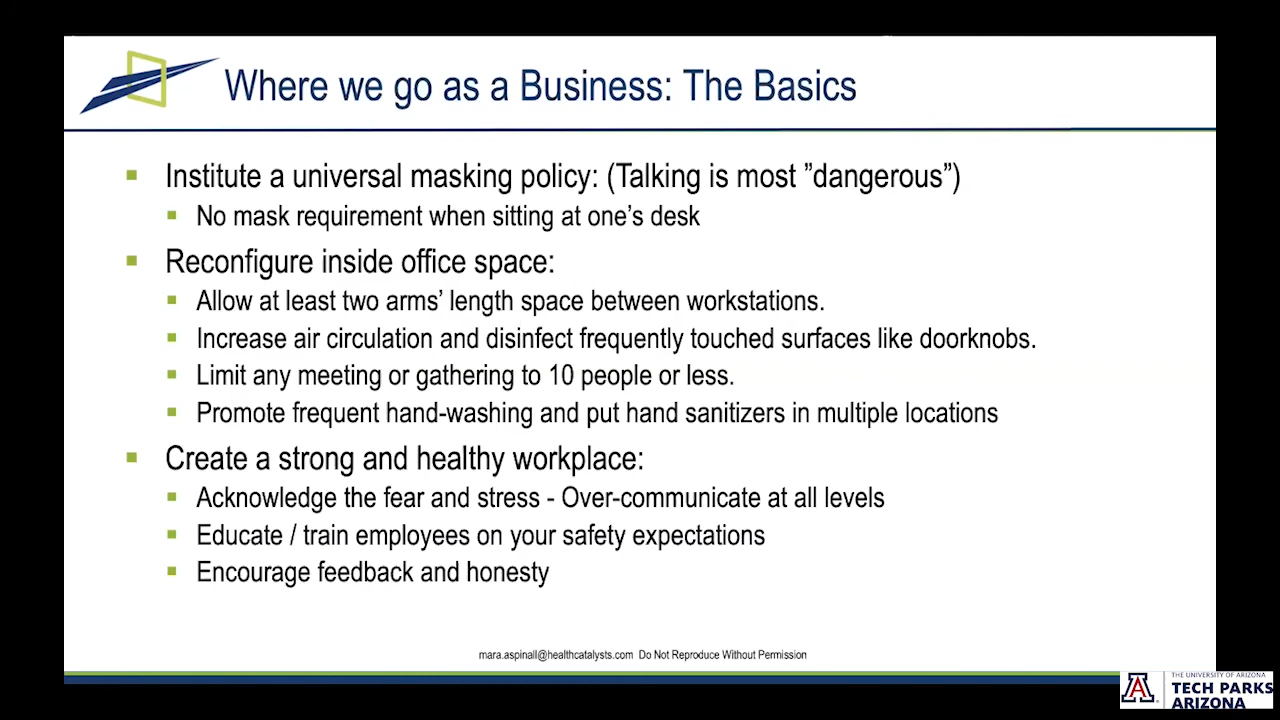 Where we go as a Business: The Basics
Institute a universal masking policy: (Talking is most ”dangerous”)
No mask requirement when sitting at one’s desk
Reconfigure inside office space:
Allow at least two arms’ length space between workstations.
Increase air circulation and disinfect frequently touched surfaces like doorknobs.
Limit any meeting or gathering to 10 people or less.
Promote frequent hand-washing and put hand sanitizers in multiple locations
Create a strong and healthy workplace:
Acknowledge the fear and stress - Over-communicate at all levels
Educate / train employees on your safety expectations
Encourage feedback and honesty
mara.aspinall@healthcatalysts.com Do Not Reproduce Without Permission
A
THE UNIVERSITY OF ARIZONA
TECH PARKS
ARIZONA